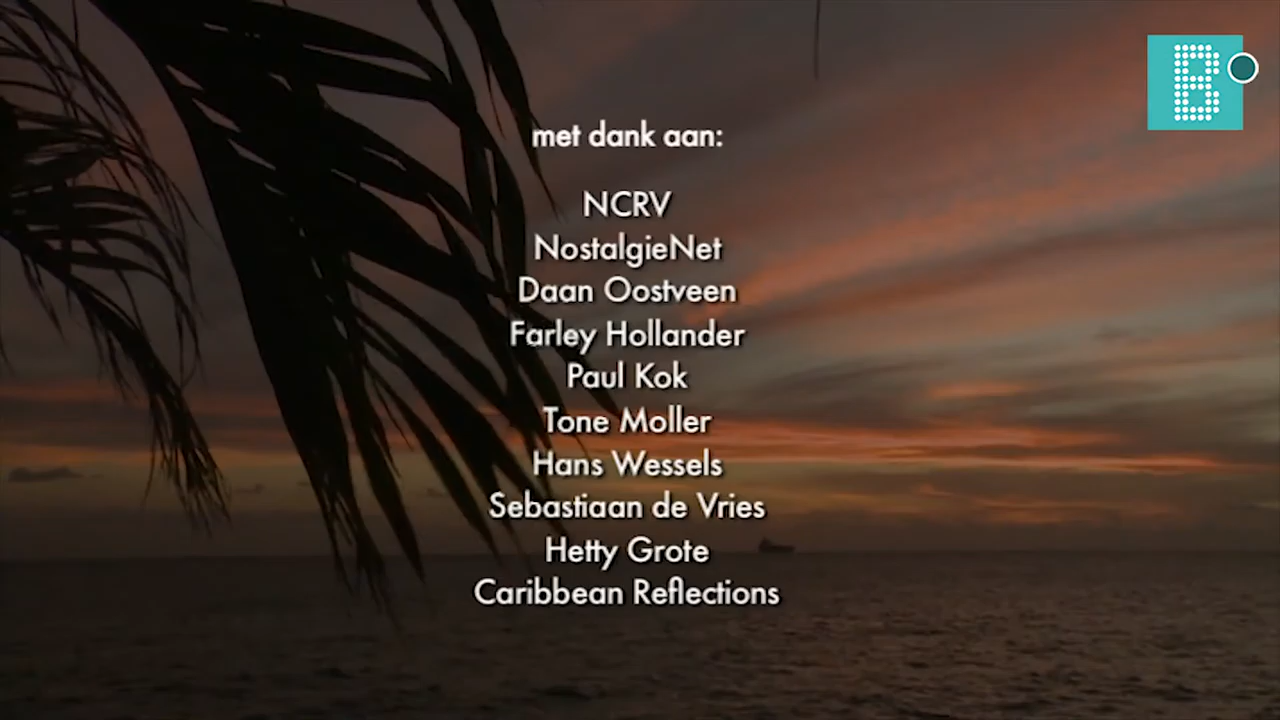 B
met dank aan:
NCRV
NostalgieNet
Daan Oostveen
Farley Hollander
Paul Kok
Tone Moller
Hans Wessels
Sebastiaan de Vries
Hetty Grote
Caribbean Reflections